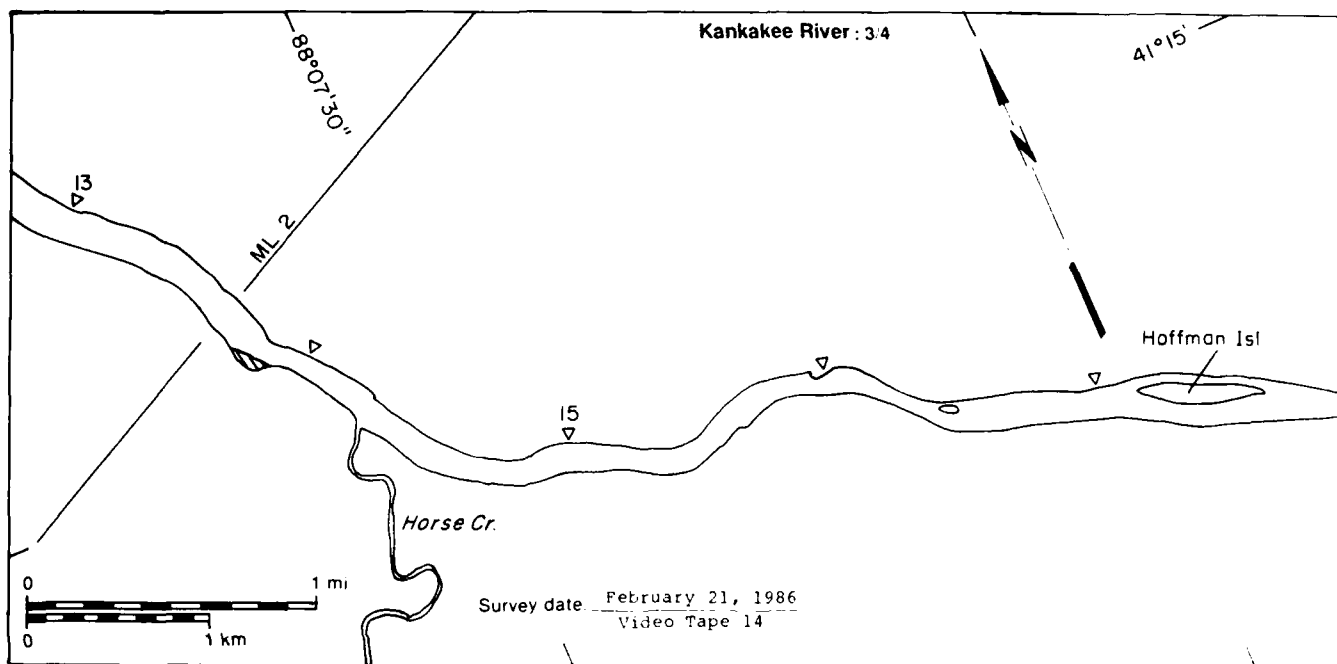 Kankakee River : 3/4
88°07'30"
41°15'
13
ML 2
Hoffman Isl
15
Horse Cr.
0 1 mi
0 1 km
Survey date. February 21, 1986
Video Tape 14